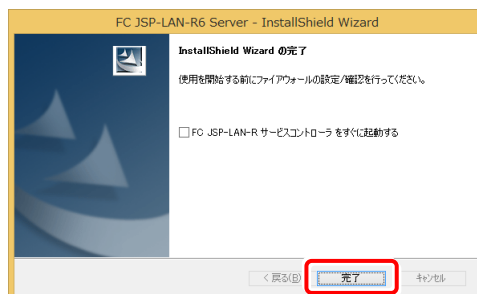 FC JSP-LAN-R6 Server - InstallShield Wizard
InstallShield Wizard の完了
使用を開始する前にファイアウォールの設定/確認を行ってください。
FC JSP-LAN-R サービスコントローラ をすぐに起動する
< 戻る(B)
完了
キャンセル